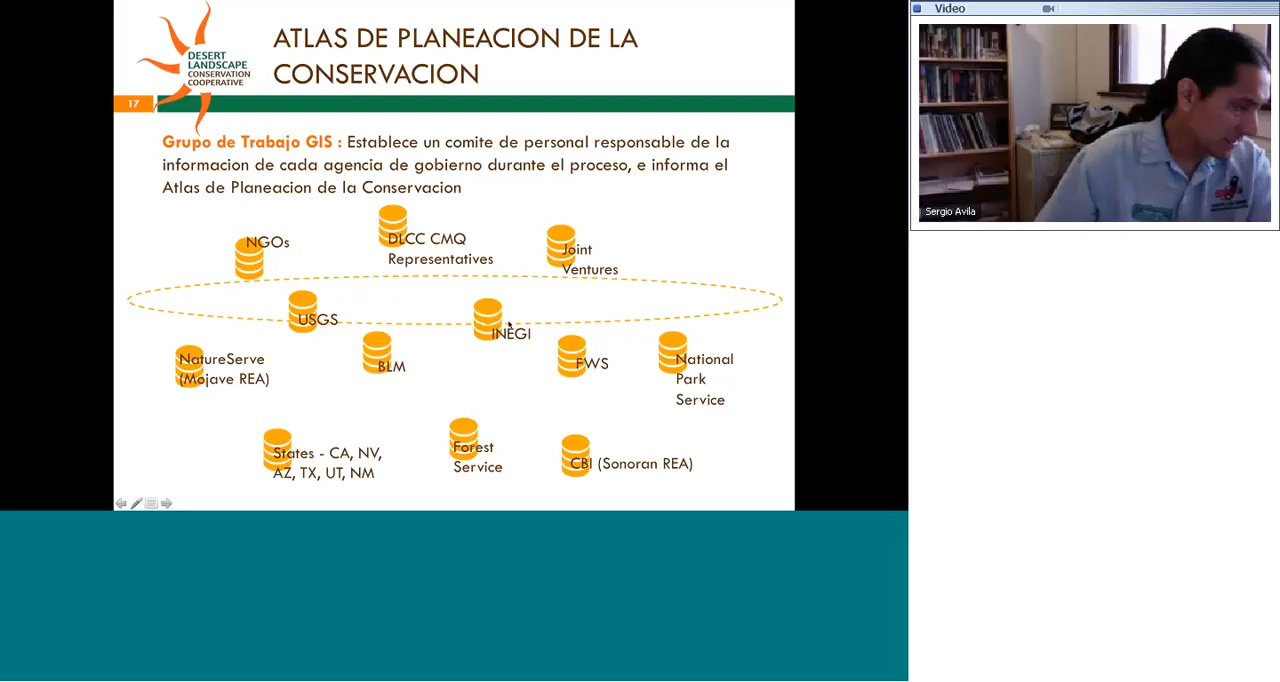 DESERT
LANDSCAPE
CONSERVATION
COOPERATIVE
ATLAS DE PLANEACION DE LA
CONSERVACION
17
Grupo de Trabajo GIS : Establece un comite de personal responsable de la
informacion de cada agencia de gobierno durante el proceso, e informa el
Atlas de Planeacion de la Conservacion
NGOs
DLCC CMQ
Representatives
Joint
Ventures
USGS
INEGI
NatureServe
(Mojave REA)
BLM
FWS
National
Park
Service
States - CA, NV,
AZ, TX, UT, NM
Forest
Service
CBI (Sonoran REA)
Video
Sergio Avila